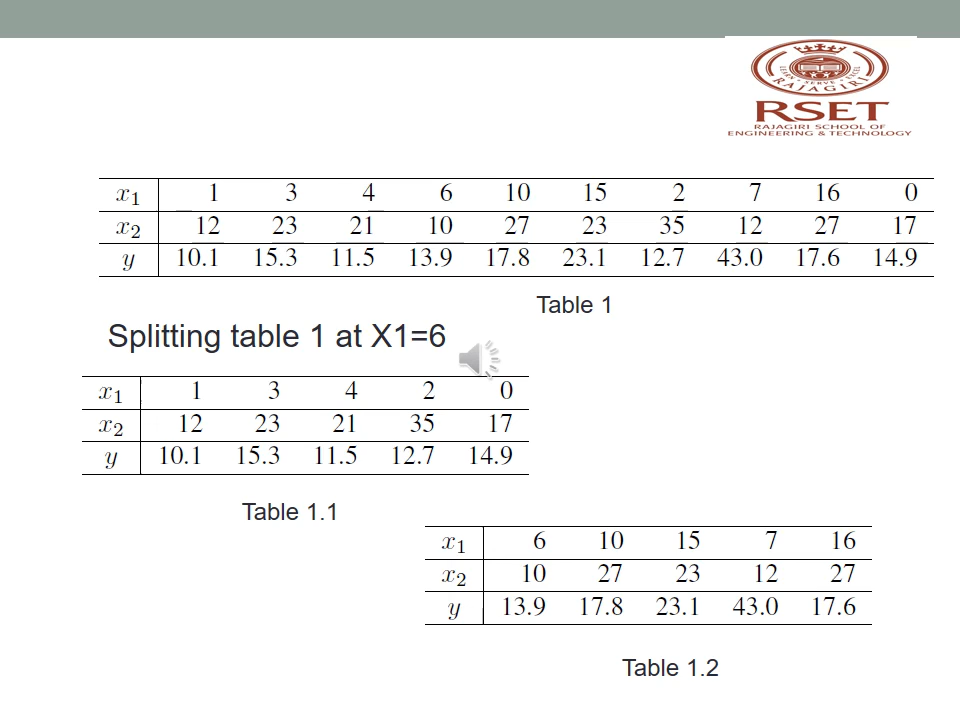 LEARN · SERVE · EXCEL
RAJAGIRI
RSET
RAJAGIRI SCHOOL OF
ENGINEERING & TECHNOLOGY
x₁ 1 3 4 6 10 15 2 7 16 0
x₂ 12 23 21 10 27 23 35 12 27 17
y 10.1 15.3 11.5 13.9 17.8 23.1 12.7 43.0 17.6 14.9
Table 1
Splitting table 1 at X1=6
x₁ 1 3 4 2 0
x₂ 12 23 21 35 17
y 10.1 15.3 11.5 12.7 14.9
Table 1.1
x₁ 6 10 15 7 16
x₂ 10 27 23 12 27
y 13.9 17.8 23.1 43.0 17.6
Table 1.2